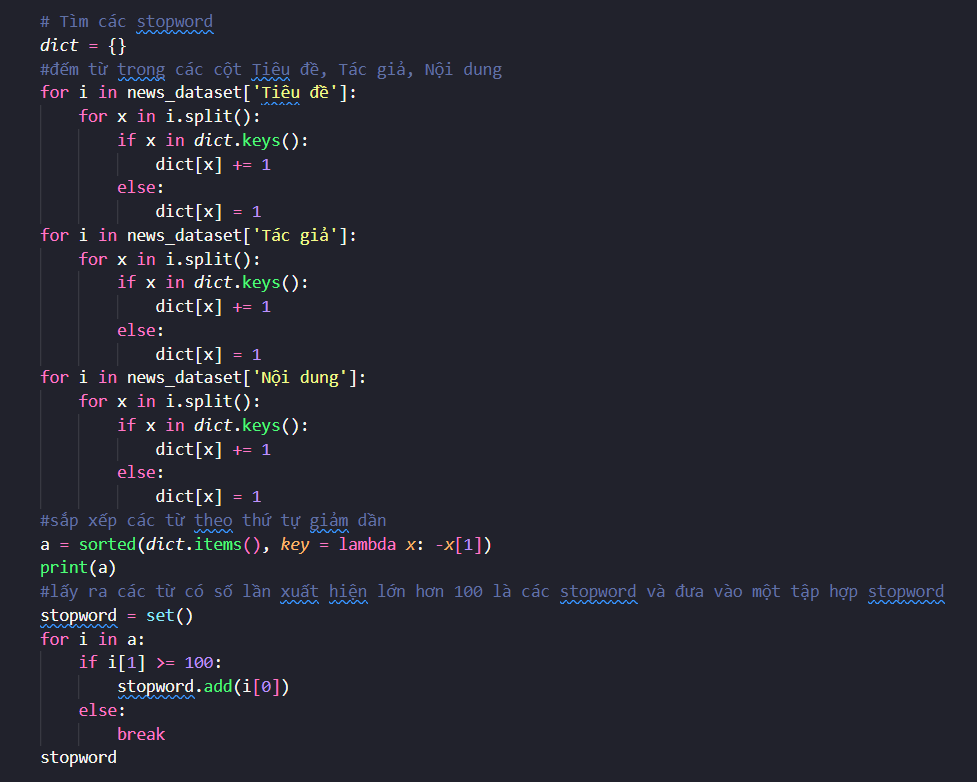 # Tìm các stopword
dict = {}
#đếm từ trong các cột Tiêu đề, Tác giả, Nội dung
for i in news_dataset['Tiêu đề']:
    for x in i.split():
        if x in dict.keys():
            dict[x] += 1
        else:
            dict[x] = 1
for i in news_dataset['Tác giả']:
    for x in i.split():
        if x in dict.keys():
            dict[x] += 1
        else:
            dict[x] = 1
for i in news_dataset['Nội dung']:
    for x in i.split():
        if x in dict.keys():
            dict[x] += 1
        else:
            dict[x] = 1
#sắp xếp các từ theo thứ tự giảm dần
a = sorted(dict.items(), key = lambda x: -x[1])
print(a)
#lấy ra các từ có số lần xuất hiện lớn hơn 100 là các stopword và đưa vào một tập hợp stopword
stopword = set()
for i in a:
    if i[1] >= 100:
        stopword.add(i[0])
    else:
        break
stopword